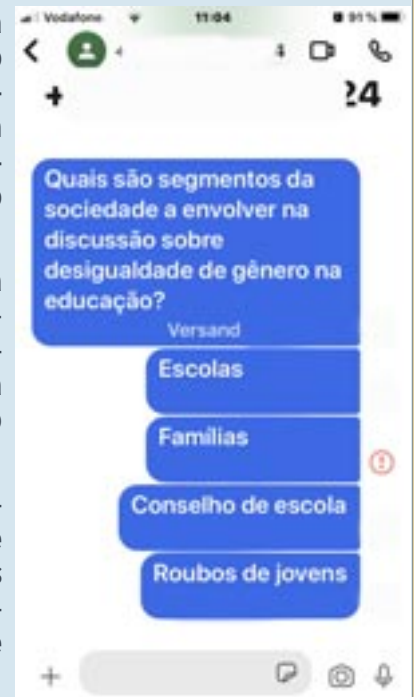 Vodafone 11:04 91%
4
24
Quais são segmentos da
sociedade a envolver na
discussão sobre
desigualdade de gênero na
educação?
Versand
Escolas
Famílias
Conselho de escola
Roubos de jovens